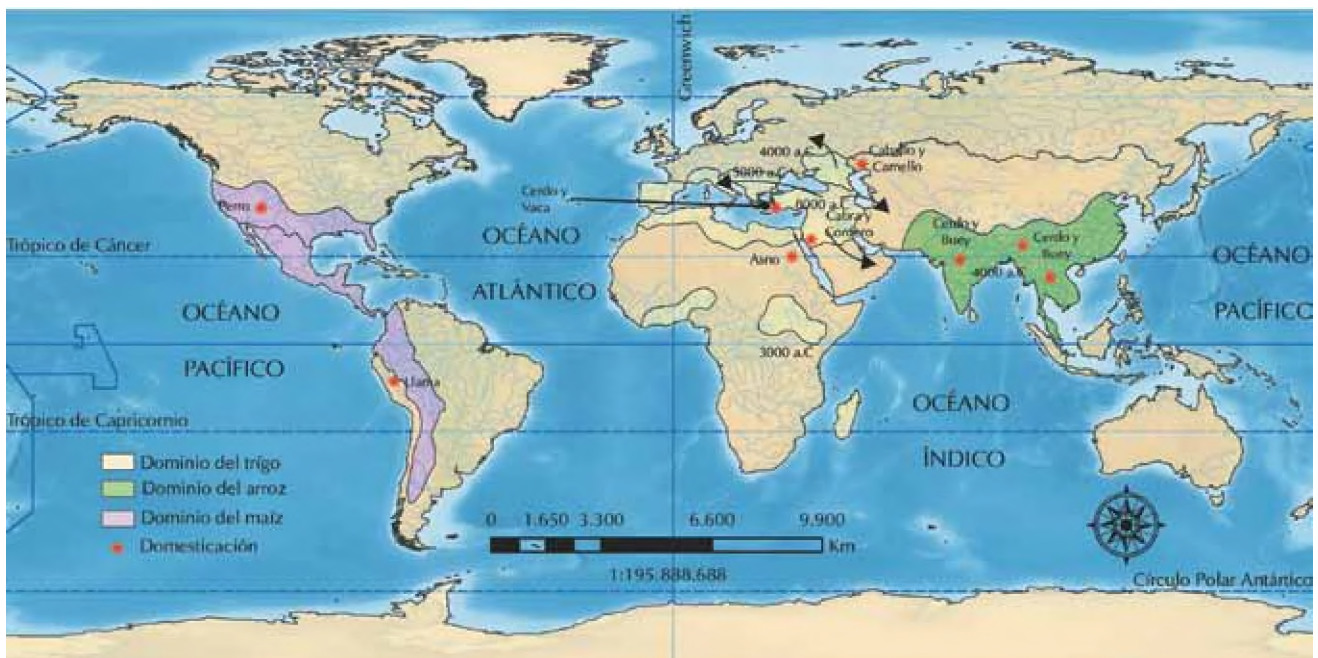 Greenwich
4000 a.C
Caballo y
Camello
5000 a.C
Cerdo y
Vaca
8000 a.C
Cabra y
Cordero
Perro
Cerdo y
Buey
Cerdo y
Buey
Trópico de Cáncer
OCÉANO
ATLÁNTICO
Asno
4000 a.C
OCÉANO
PACÍFICO
OCÉANO
PACÍFICO
3000 a.C
Llama
Trópico de Capricornio
OCÉANO
ÍNDICO
Dominio del trígo
Dominio del arroz
Dominio del maíz
Domesticación
0 1.650 3.300 6.600 9.900
Km
1:195.888.688
Círculo Polar Antártico